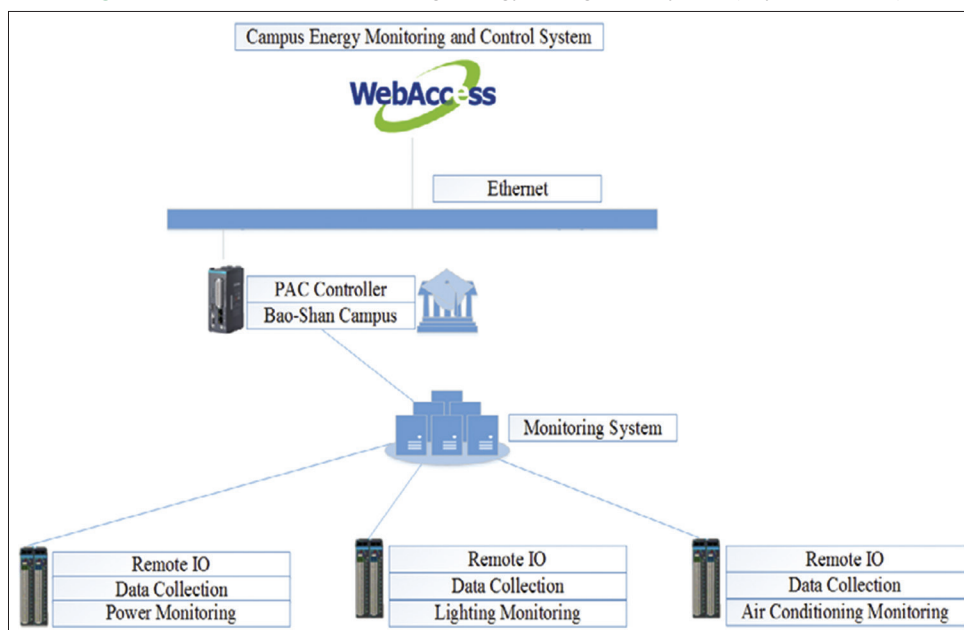 Campus Energy Monitoring and Control System
WebAccess
Ethernet
PAC Controller
Bao-Shan Campus
Monitoring System
Remote IO
Data Collection
Power Monitoring
Remote IO
Data Collection
Lighting Monitoring
Remote IO
Data Collection
Air Conditioning Monitoring